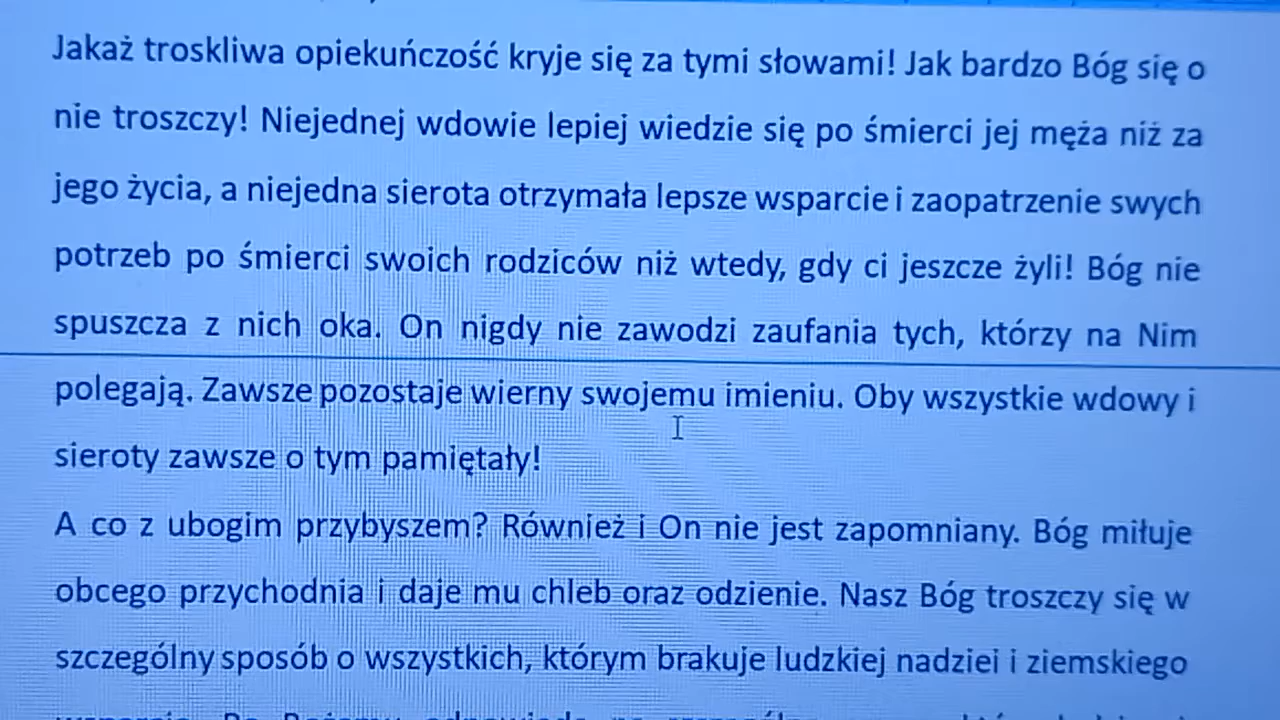 Jakaż troskliwa opiekuńczość kryje się za tymi słowami! Jak bardzo Bóg się o
nie troszczy! Niejednej wdowie lepiej wiedzie się po śmierci jej męża niż za
jego życia, a niejedna sierota otrzymała lepsze wsparcie i zaopatrzenie swych
potrzeb po śmierci swoich rodziców niż wtedy, gdy ci jeszcze żyli! Bóg nie
spuszcza z nich oka. On nigdy nie zawodzi zaufania tych, którzy na Nim
polegają. Zawsze pozostaje wierny swojemu imieniu. Oby wszystkie wdowy i
sieroty zawsze o tym pamiętały!
A co z ubogim przybyszem? Również i On nie jest zapomniany. Bóg miłuje
obcego przychodnia i daje mu chleb oraz odzienie. Nasz Bóg troszczy się w
szczególny sposób o wszystkich, którym brakuje ludzkiej nadziei i ziemskiego